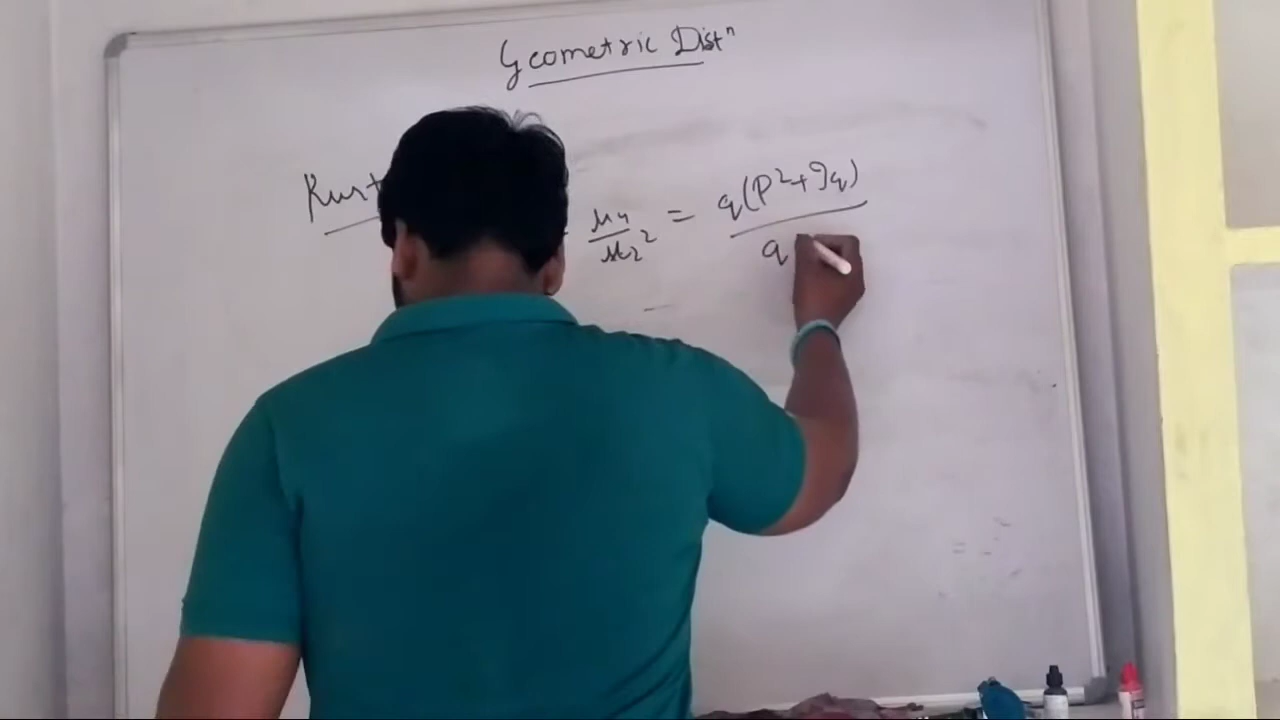 Geometric Distⁿ
Kurt
μ₄/μ₂² = q(p²+9q)/q